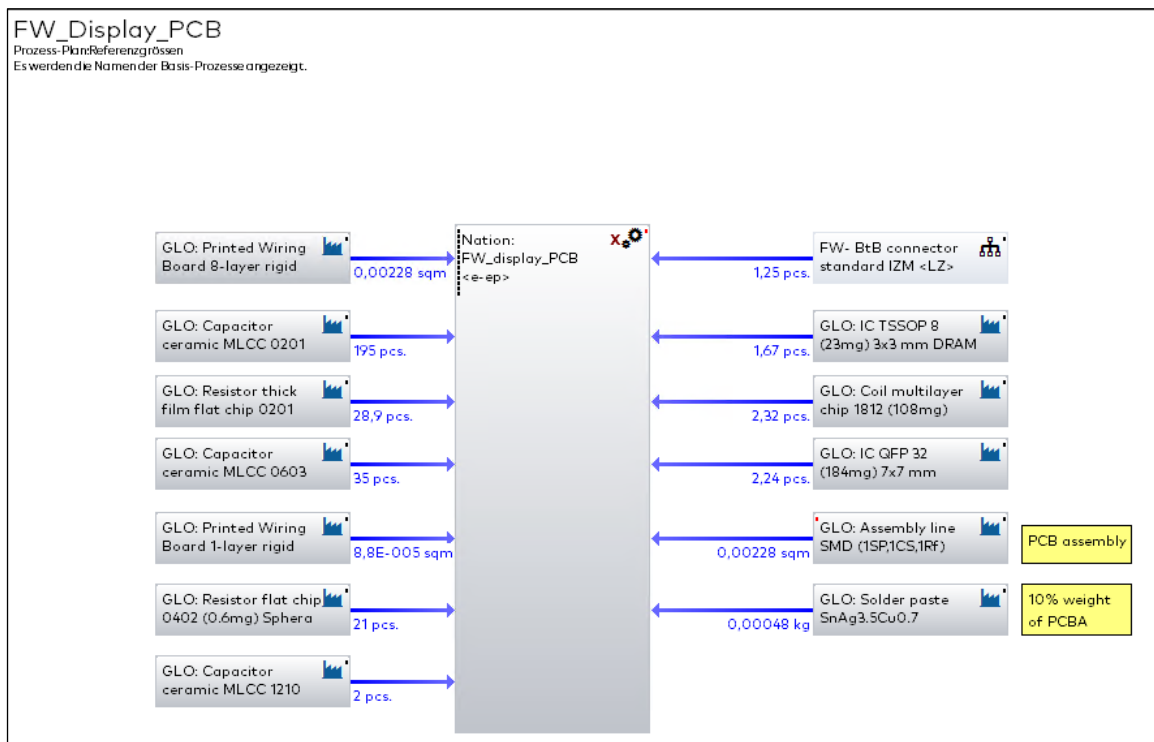 FW_Display_PCB
Prozess-Plan:Referenzgrössen
Es werden die Namen der Basis-Prozesse angezeigt.
GLO: Printed Wiring
Board 8-layer rigid
0,00228 sqm
GLO: Capacitor
ceramic MLCC 0201
195 pcs.
GLO: Resistor thick
film flat chip 0201
28,9 pcs.
GLO: Capacitor
ceramic MLCC 0603
35 pcs.
GLO: Printed Wiring
Board 1-layer rigid
8,8E-005 sqm
GLO: Resistor flat chip
0402 (0.6mg) Sphera
21 pcs.
GLO: Capacitor
ceramic MLCC 1210
2 pcs.
Nation:
FW_display_PCB
<e-ep>
X
FW- BtB connector
standard IZM <LZ>
1,25 pcs.
GLO: IC TSSOP 8
(23mg) 3x3 mm DRAM
1,67 pcs.
GLO: Coil multilayer
chip 1812 (108mg)
2,32 pcs.
GLO: IC QFP 32
(184mg) 7x7 mm
2,24 pcs.
GLO: Assembly line
SMD (1SP,1CS,1Rf)
0,00228 sqm
PCB assembly
GLO: Solder paste
SnAg3.5Cu0.7
0,00048 kg
10% weight
of PCBA